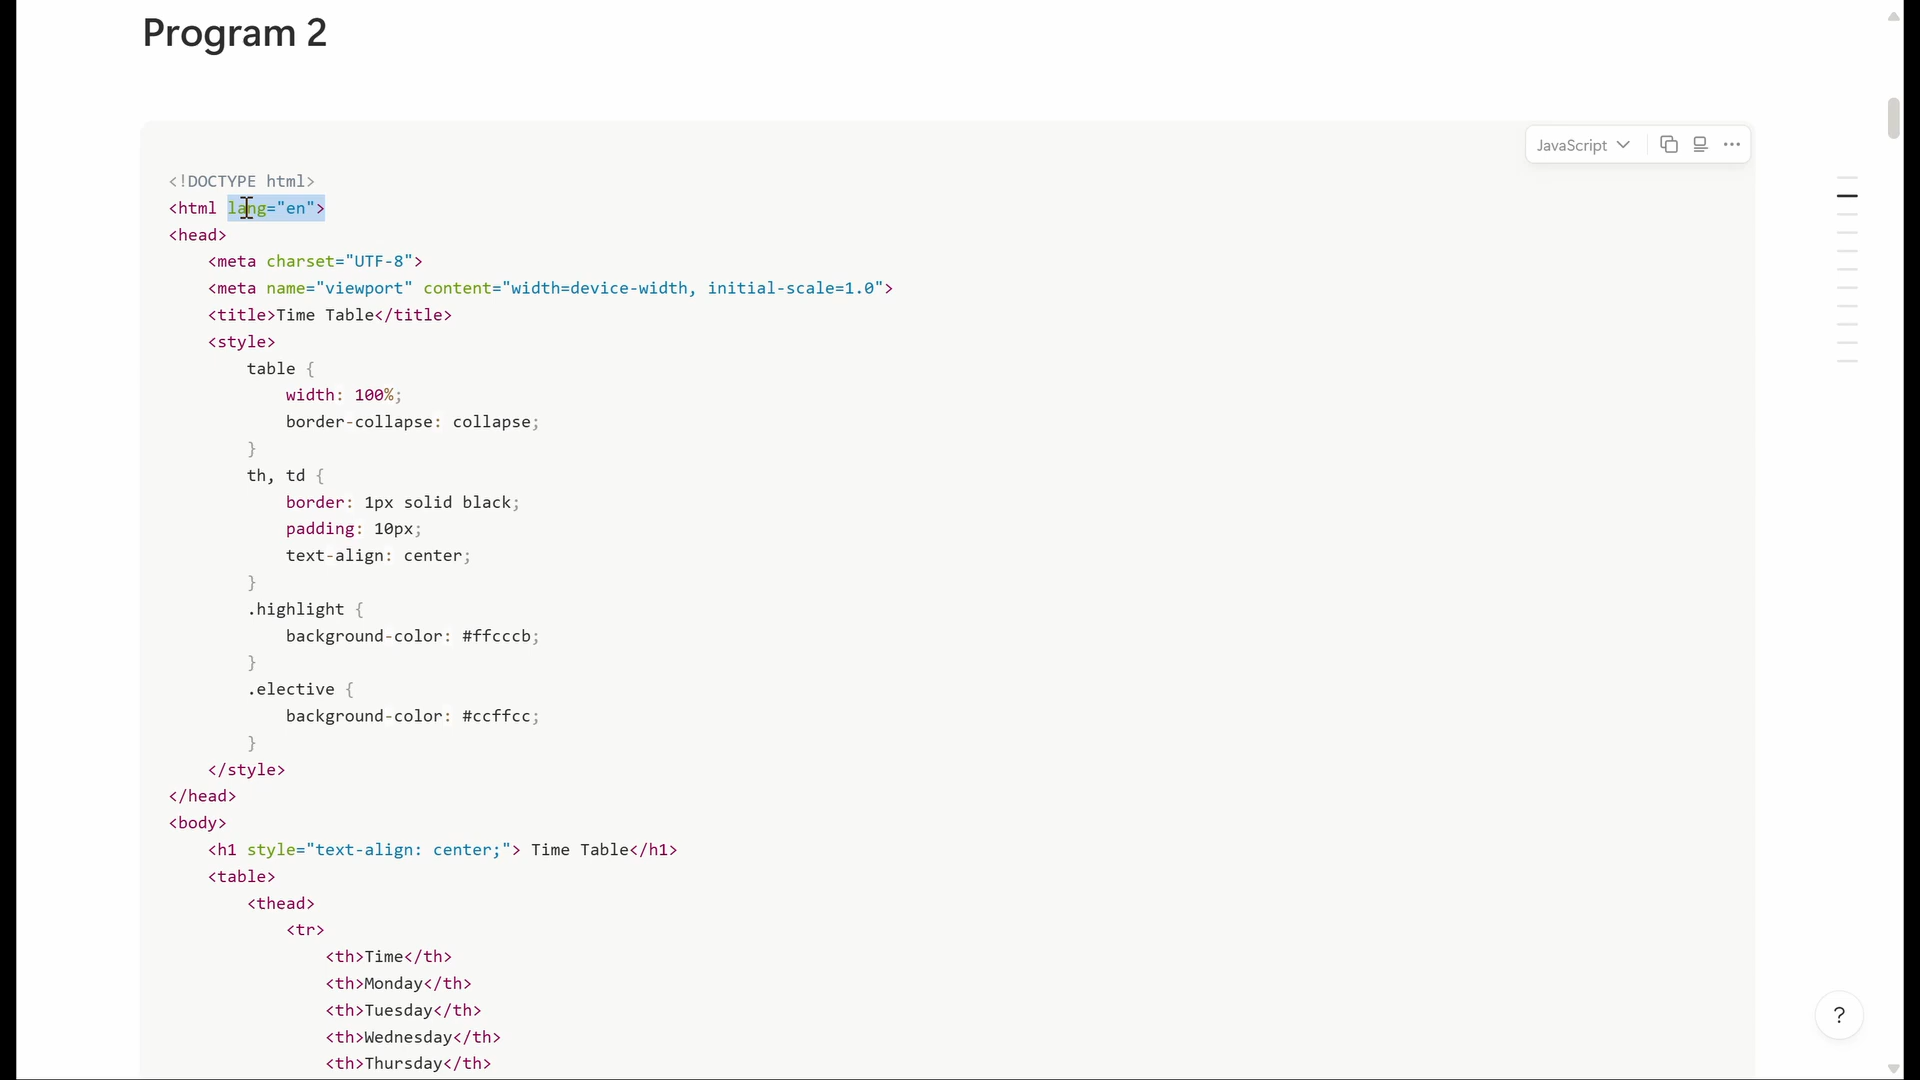 Program 2
JavaScript
<!DOCTYPE html>
<html lang="en">
<head>
    <meta charset="UTF-8">
    <meta name="viewport" content="width=device-width, initial-scale=1.0">
    <title>Time Table</title>
    <style>
        table {
            width: 100%;
            border-collapse: collapse;
        }
        th, td {
            border: 1px solid black;
            padding: 10px;
            text-align: center;
        }
        .highlight {
            background-color: #ffcccb;
        }
        .elective {
            background-color: #ccffcc;
        }
    </style>
</head>
<body>
    <h1 style="text-align: center;"> Time Table</h1>
    <table>
        <thead>
            <tr>
                <th>Time</th>
                <th>Monday</th>
                <th>Tuesday</th>
                <th>Wednesday</th>
                <th>Thursday</th>
?